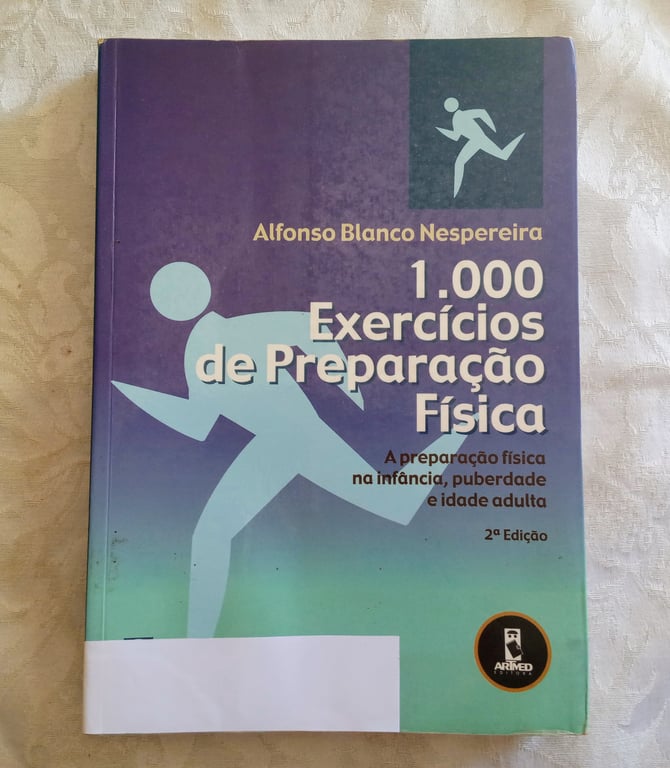 Alfonso Blanco Nespereira
1.000
Exercícios
de Preparação
Física
A preparação física
na infância, puberdade
e idade adulta
2ª Edição
ARTMED
EDITORA